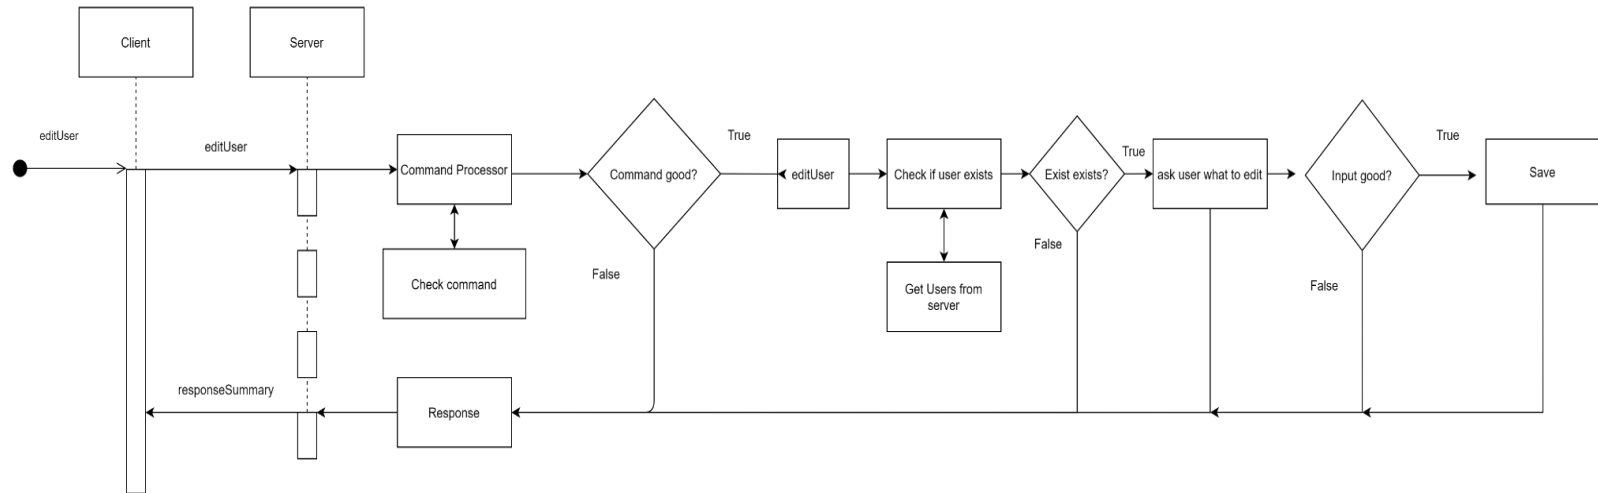 Client
Server
editUser
editUser
Command Processor
Command good?
True
editUser
Check if user exists
Exist exists?
True
ask user what to edit
Input good?
True
Save
Check command
False
Get Users from
server
False
False
responseSummary
Response